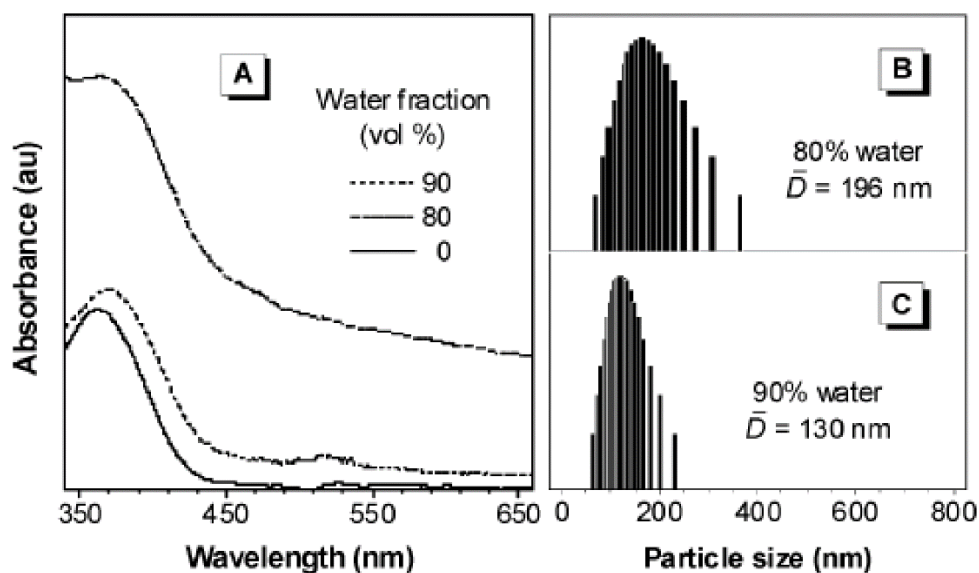 A
Water fraction
(vol %)
90
80
0
Absorbance (au)
350
450
550
650
Wavelength (nm)
B
80% water
D̄ = 196 nm
C
90% water
D̄ = 130 nm
0
200
400
600
800
Particle size (nm)